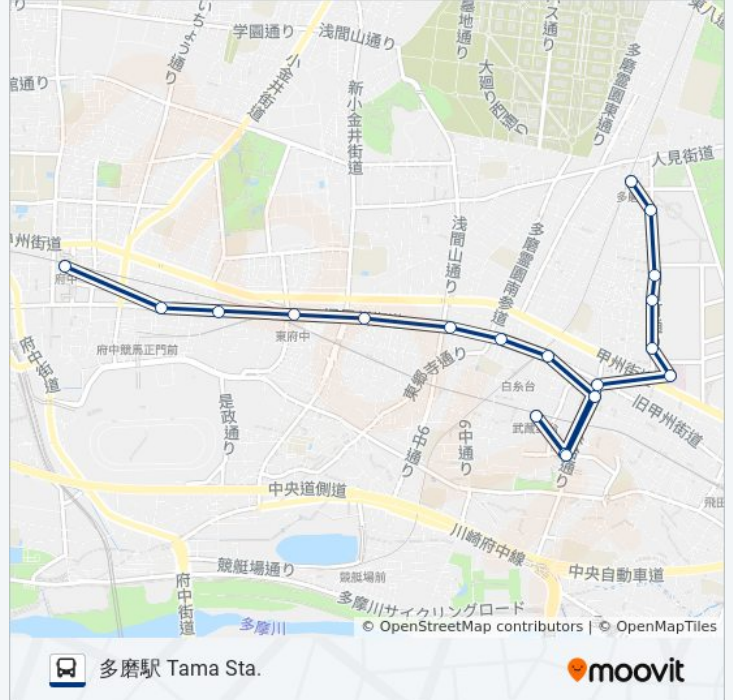 学園通り
浅間山通り
小金井街道
新小金井街道
大廻り西通り
多磨霊園東通り
人見街道
浅間山通り
多磨霊園南参道
府中
東府中
府中競馬正門前
府中街道
東郷寺通り
白糸台
甲州街
旧甲州街道
是政通り
9中通り
6中通り
中央道側道
川崎府中線
飛田
競艇場通り
競艇場前
中央自動車道
府中街道
多摩川サイクリングロード
多摩川
© OpenStreetMap contributors | © OpenMapTiles
多磨駅 Tama Sta.
moovit